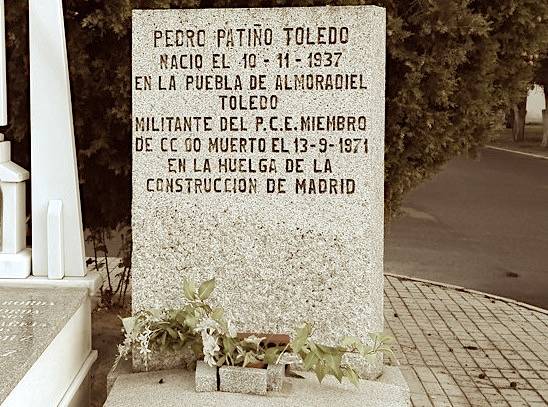 PEDRO PATIÑO TOLEDO
NACIO EL 10-11-1937
EN LA PUEBLA DE ALMORADIEL
TOLEDO
MILITANTE DEL P.C.E. MIEMBRO
DE CC OO MUERTO EL 13-9-1971
EN LA HUELGA DE LA
CONSTRUCCION DE MADRID